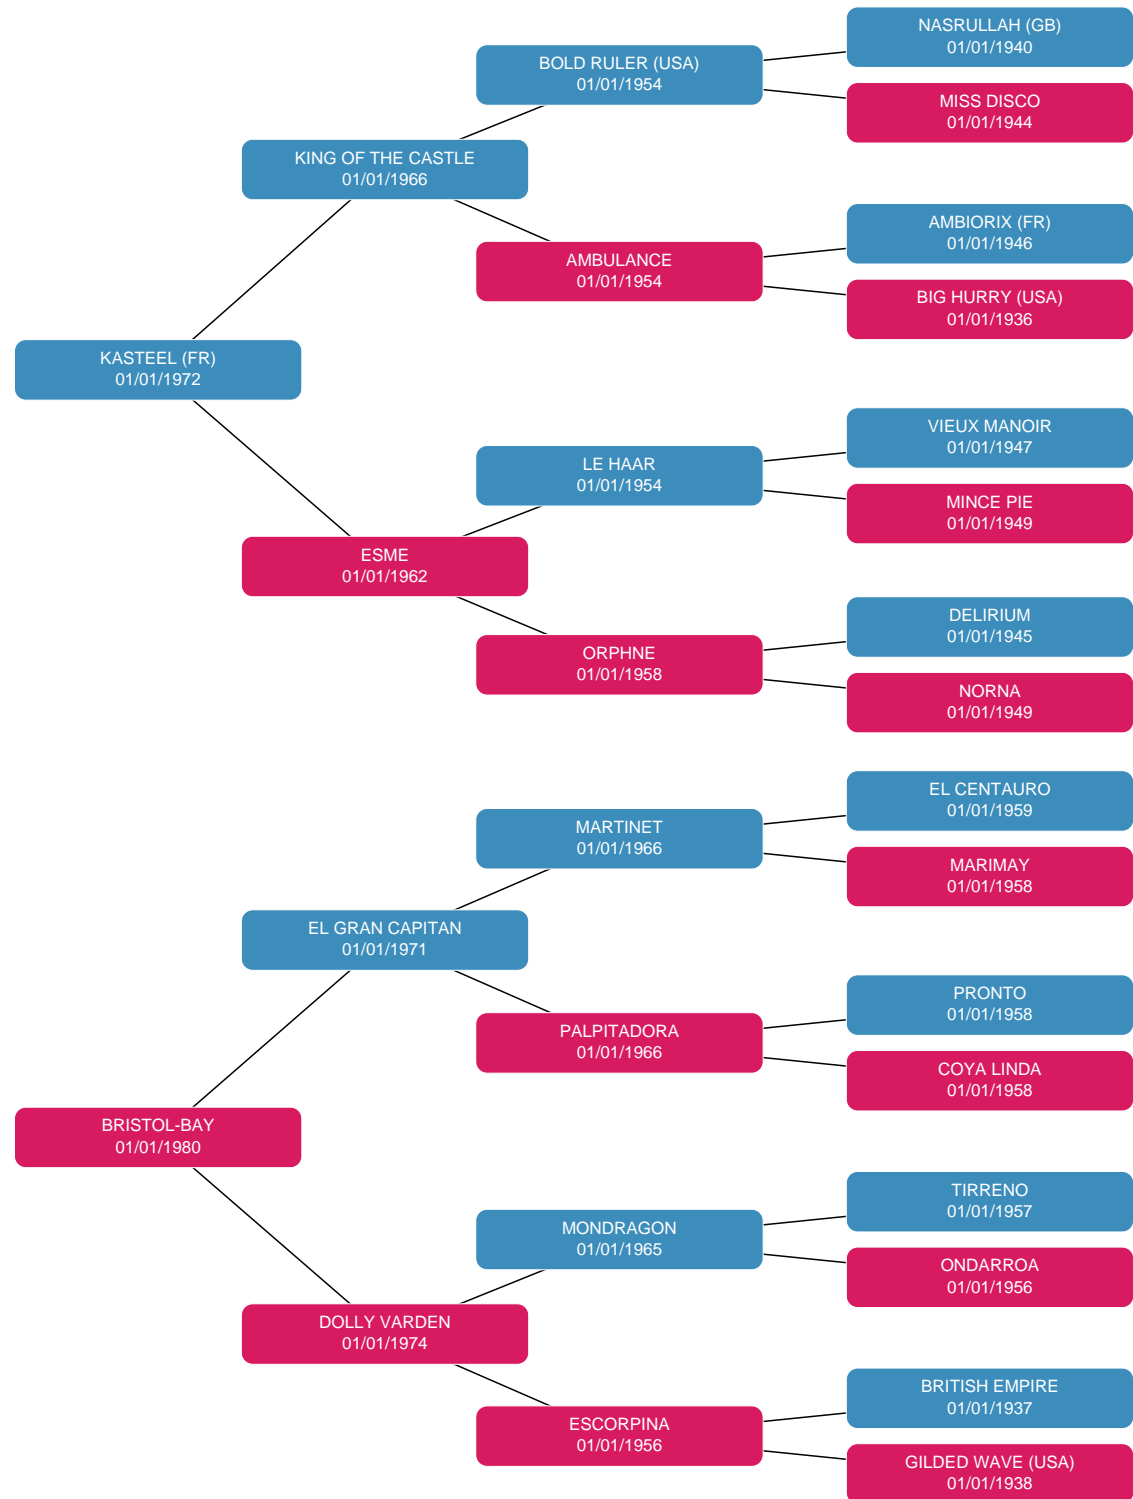 NASRULLAH (GB)
01/01/1940
BOLD RULER (USA)
01/01/1954
MISS DISCO
01/01/1944
KING OF THE CASTLE
01/01/1966
AMBIORIX (FR)
01/01/1946
AMBULANCE
01/01/1954
BIG HURRY (USA)
01/01/1936
KASTEEL (FR)
01/01/1972
VIEUX MANOIR
01/01/1947
LE HAAR
01/01/1954
MINCE PIE
01/01/1949
ESME
01/01/1962
DELIRIUM
01/01/1945
ORPHNE
01/01/1958
NORNA
01/01/1949
EL CENTAURO
01/01/1959
MARTINET
01/01/1966
MARIMAY
01/01/1958
EL GRAN CAPITAN
01/01/1971
PRONTO
01/01/1958
PALPITADORA
01/01/1966
COYA LINDA
01/01/1958
BRISTOL-BAY
01/01/1980
TIRRENO
01/01/1957
MONDRAGON
01/01/1965
ONDARROA
01/01/1956
DOLLY VARDEN
01/01/1974
BRITISH EMPIRE
01/01/1937
ESCORPINA
01/01/1956
GILDED WAVE (USA)
01/01/1938